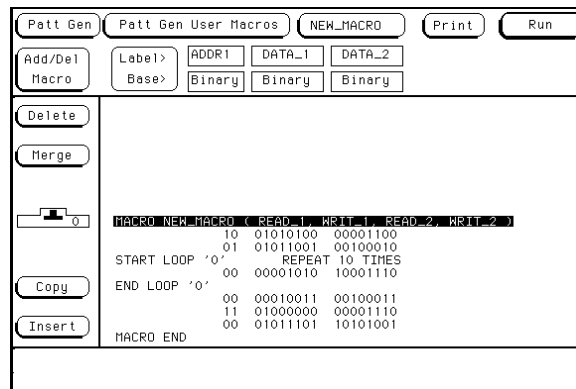 Patt Gen Patt Gen User Macros NEW_MACRO Print Run
Add/Del Macro
Label> ADDR1 DATA_1 DATA_2
Base> Binary Binary Binary
Delete
Merge
0
MACRO NEW_MACRO ( READ_1, WRIT_1, READ_2, WRIT_2 )
10 01010100 00001100
01 01011001 00100010
START LOOP '0' REPEAT 10 TIMES
00 00001010 10001110
END LOOP '0'
00 00010011 00100011
11 01000000 00001110
00 01011101 10101001
MACRO END
Copy
Insert